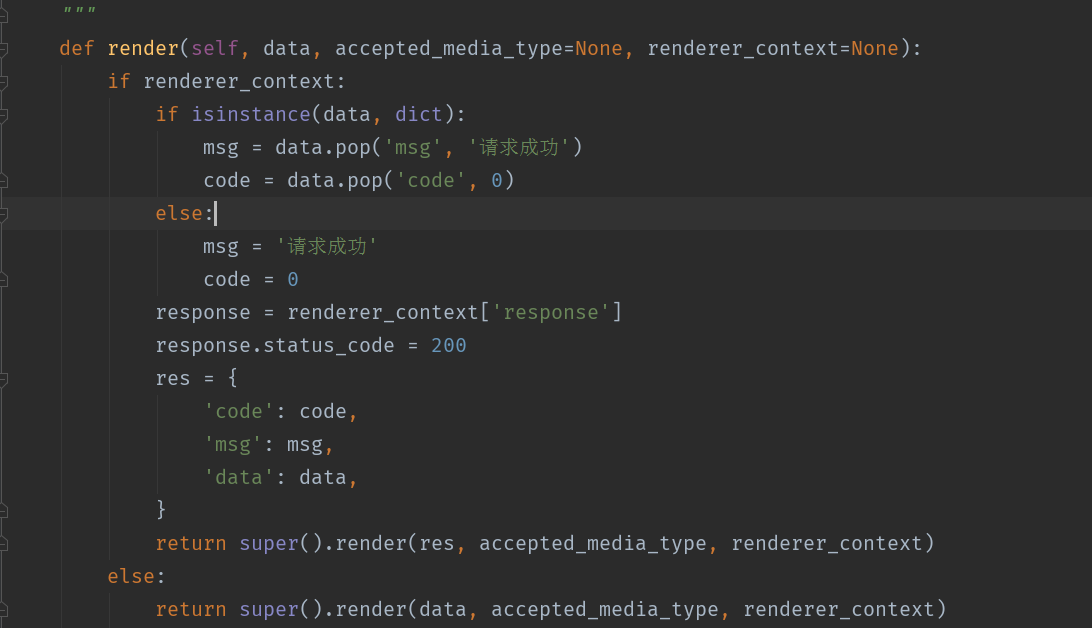 """
def render(self, data, accepted_media_type=None, renderer_context=None):
    if renderer_context:
        if isinstance(data, dict):
            msg = data.pop('msg', '请求成功')
            code = data.pop('code', 0)
        else:
            msg = '请求成功'
            code = 0
        response = renderer_context['response']
        response.status_code = 200
        res = {
            'code': code,
            'msg': msg,
            'data': data,
        }
        return super().render(res, accepted_media_type, renderer_context)
    else:
        return super().render(data, accepted_media_type, renderer_context)